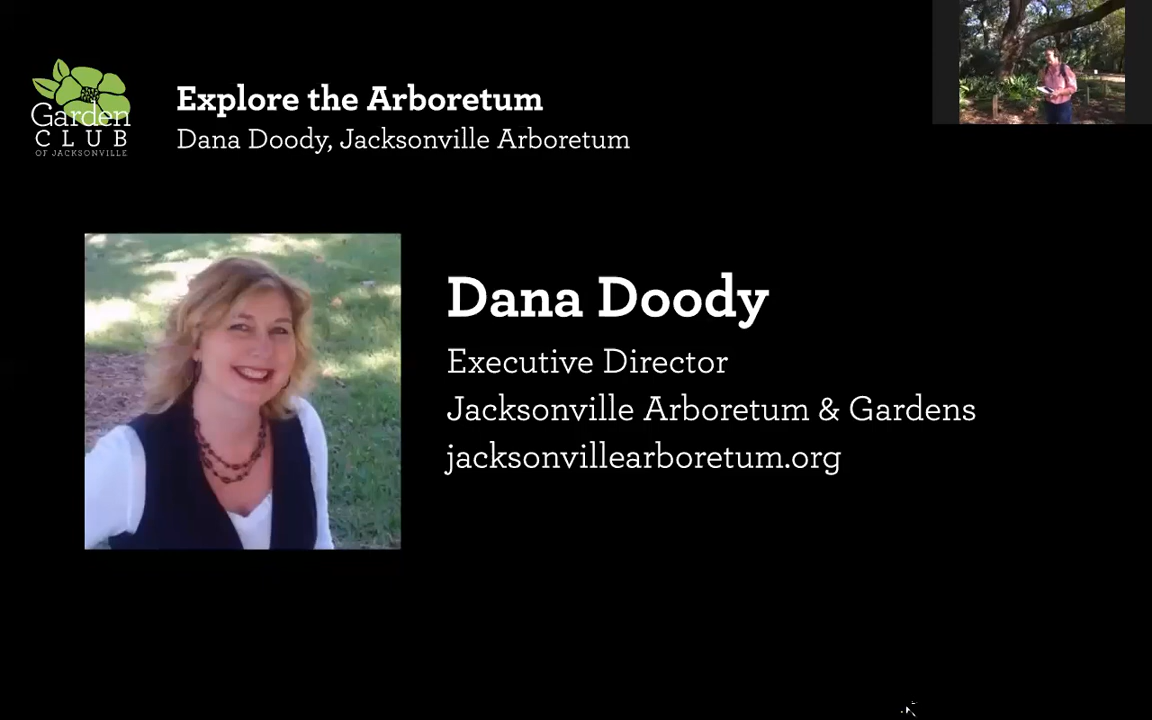 Garden
CLUB
OF JACKSONVILLE
Explore the Arboretum
Dana Doody, Jacksonville Arboretum
Dana Doody
Executive Director
Jacksonville Arboretum & Gardens
jacksonvillearboretum.org